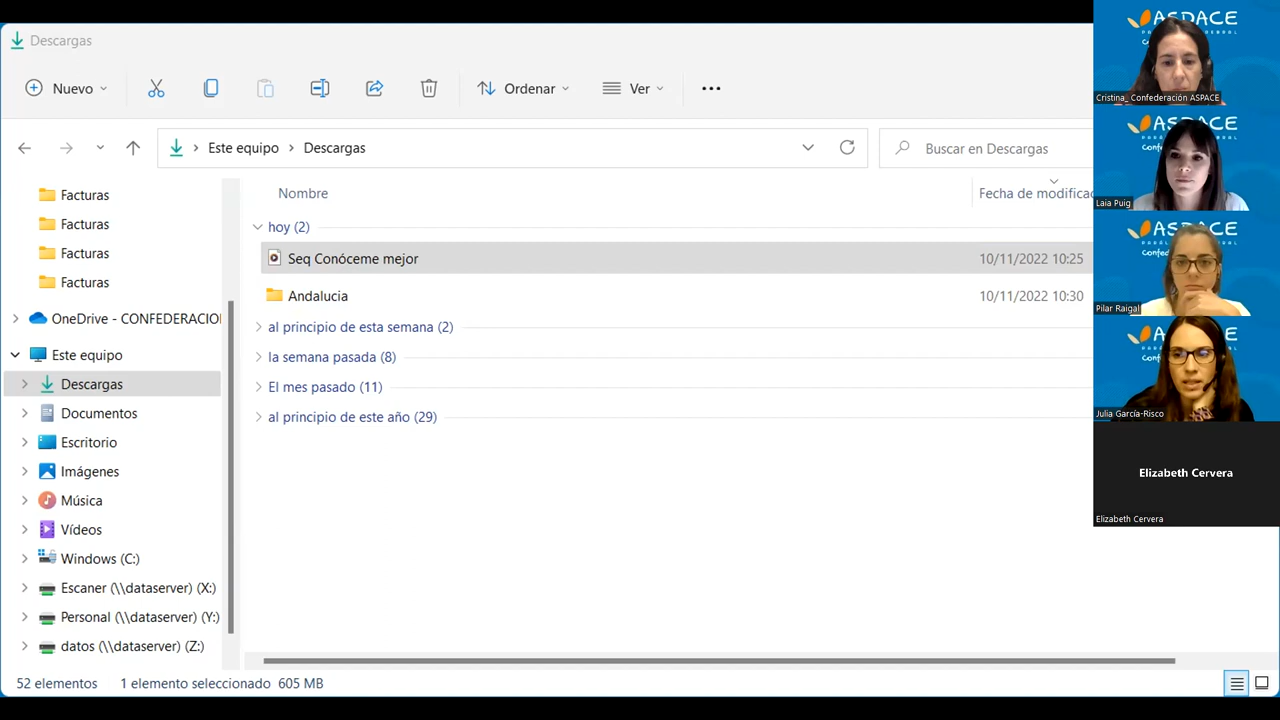 Descargas
Nuevo
Ordenar
Ver
Este equipo
Descargas
Buscar en Descargas
Facturas
Facturas
Facturas
Facturas
OneDrive - CONFEDERACIO
Este equipo
Descargas
Documentos
Escritorio
Imágenes
Música
Vídeos
Windows (C:)
Escaner (\\dataserver) (X:)
Personal (\\dataserver) (Y:)
datos (\\dataserver) (Z:)
Nombre
Fecha de modifica
hoy (2)
Seq Conóceme mejor 10/11/2022 10:25
Andalucia 10/11/2022 10:30
al principio de esta semana (2)
la semana pasada (8)
El mes pasado (11)
al principio de este año (29)
52 elementos 1 elemento seleccionado 605 MB
ASPACE
Cristina_ Confederación ASPACE
ASPACE
Laia Puig
ASPACE
Pilar Raigal
ASPACE
Julia García-Risco
Elizabeth Cervera
Elizabeth Cervera